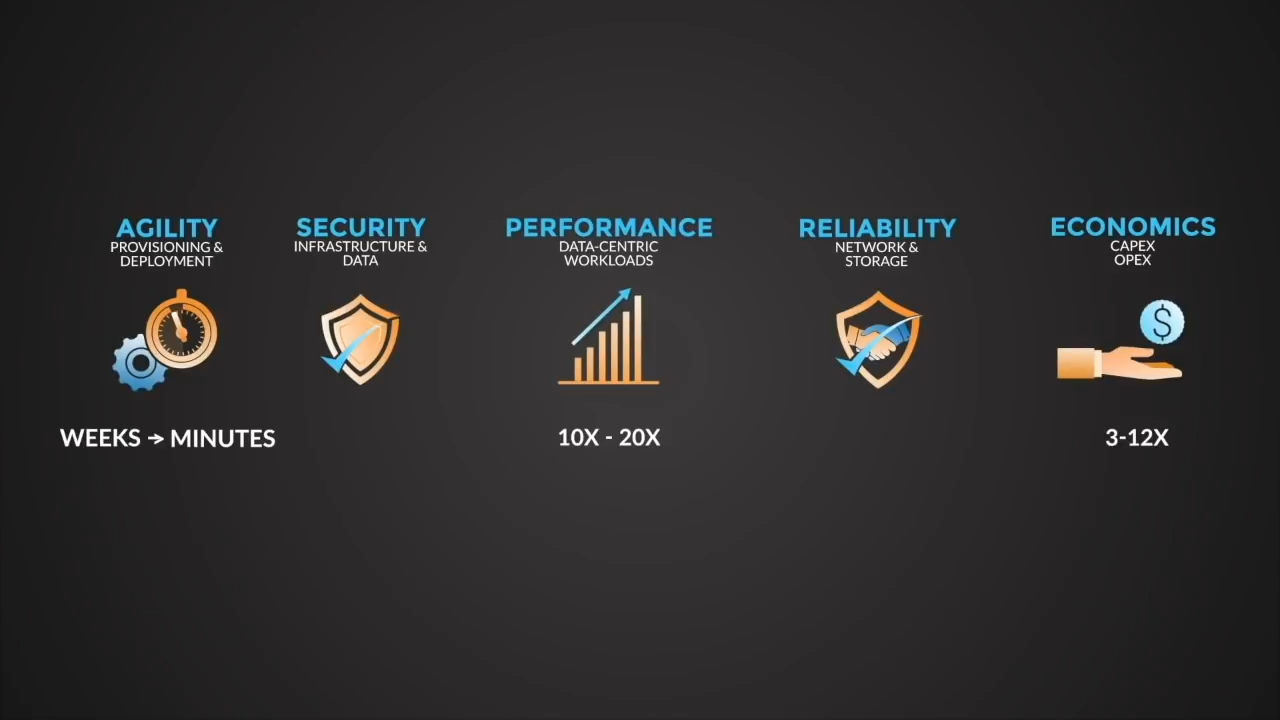 AGILITY
PROVISIONING &
DEPLOYMENT
WEEKS → MINUTES
SECURITY
INFRASTRUCTURE &
DATA
PERFORMANCE
DATA-CENTRIC
WORKLOADS
10X - 20X
RELIABILITY
NETWORK &
STORAGE
ECONOMICS
CAPEX
OPEX
$
3-12X